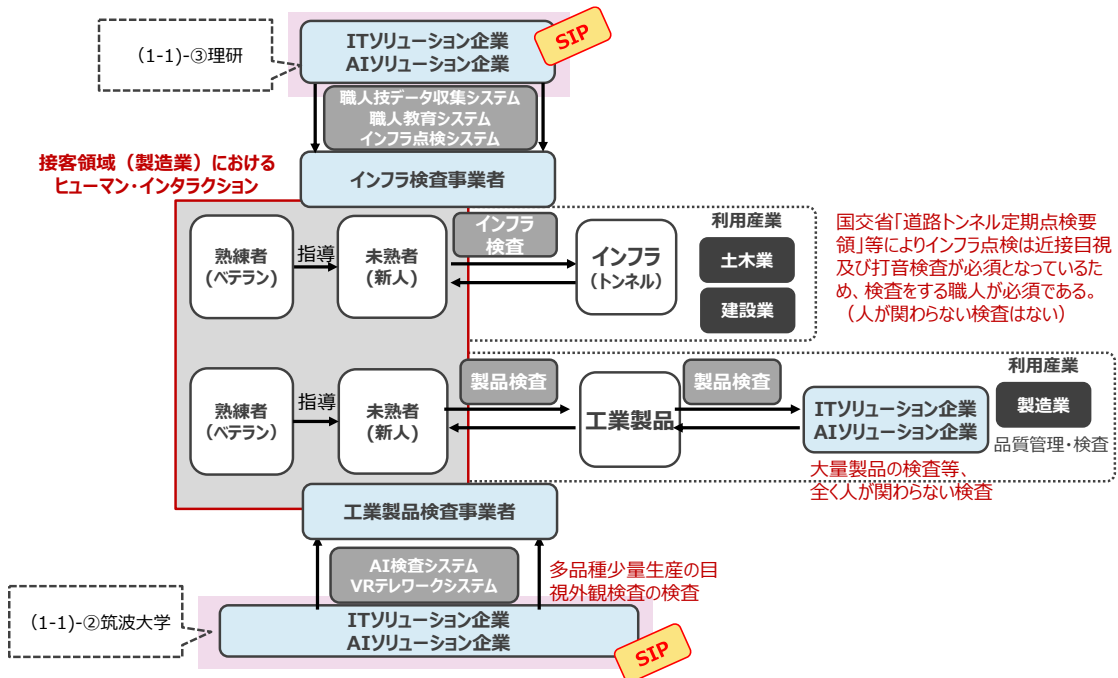 (1-1)-③理研
ITソリューション企業
AIソリューション企業
SIP
職人技データ収集システム
職人教育システム
インフラ点検システム
接客領域（製造業）における
ヒューマン・インタラクション
インフラ検査事業者
熟練者
(ベテラン)
指導
未熟者
(新人)
インフラ
検査
インフラ
(トンネル)
利用産業
土木業
建設業
国交省「道路トンネル定期点検要
領」等によりインフラ点検は近接目視
及び打音検査が必須となっているた
め、検査をする職人が必須である。
（人が関わらない検査はない）
熟練者
(ベテラン)
指導
未熟者
(新人)
製品検査
工業製品
製品検査
ITソリューション企業
AIソリューション企業
利用産業
製造業
品質管理・検査
大量製品の検査等、
全く人が関わらない検査
工業製品検査事業者
AI検査システム
VRテレワークシステム
多品種少量生産の目
視外観検査の検査
(1-1)-②筑波大学
ITソリューション企業
AIソリューション企業
SIP